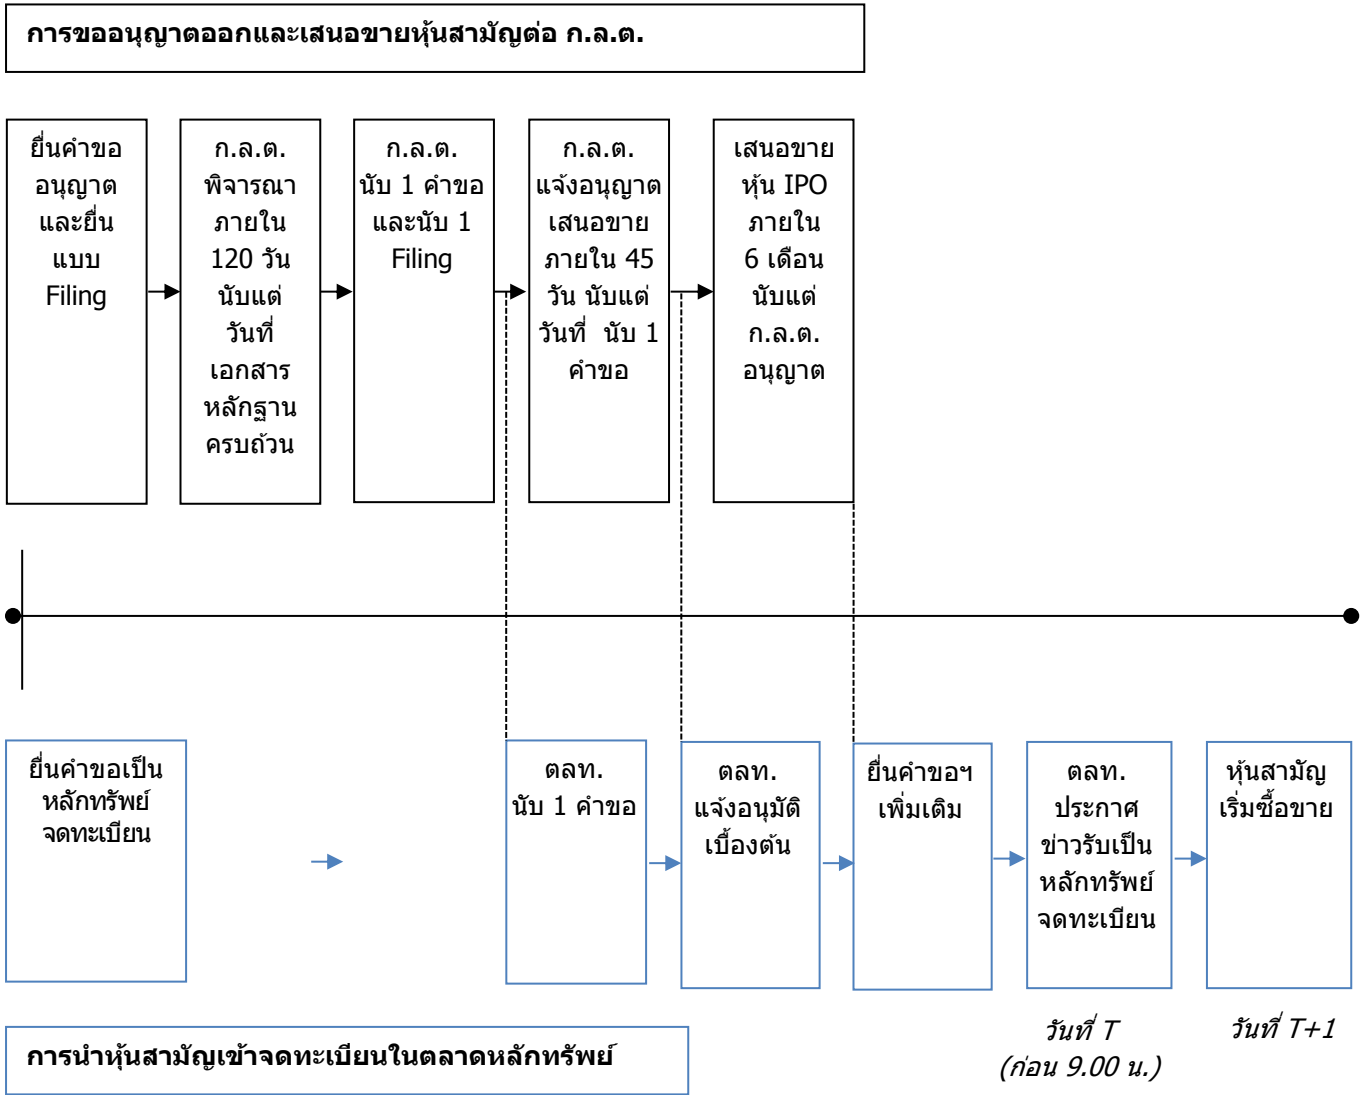 การขออนุญาตออกและเสนอขายหุ้นสามัญต่อ ก.ล.ต.
ยื่นคำขอ
อนุญาต
และยื่น
แบบ
Filing
ก.ล.ต.
พิจารณา
ภายใน
120 วัน
นับแต่
วันที่
เอกสาร
หลักฐาน
ครบถ้วน
ก.ล.ต.
นับ 1 คำขอ
และนับ 1
Filing
ก.ล.ต.
แจ้งอนุญาต
เสนอขาย
ภายใน 45
วัน นับแต่
วันที่ นับ 1
คำขอ
เสนอขาย
หุ้น IPO
ภายใน
6 เดือน
นับแต่
ก.ล.ต.
อนุญาต
ยื่นคำขอเป็น
หลักทรัพย์
จดทะเบียน
ตลท.
นับ 1 คำขอ
ตลท.
แจ้งอนุมัติ
เบื้องต้น
ยื่นคำขอฯ
เพิ่มเติม
ตลท.
ประกาศ
ข่าวรับเป็น
หลักทรัพย์
จดทะเบียน
หุ้นสามัญ
เริ่มซื้อขาย
วันที่ T
(ก่อน 9.00 น.)
วันที่ T+1
การนำหุ้นสามัญเข้าจดทะเบียนในตลาดหลักทรัพย์